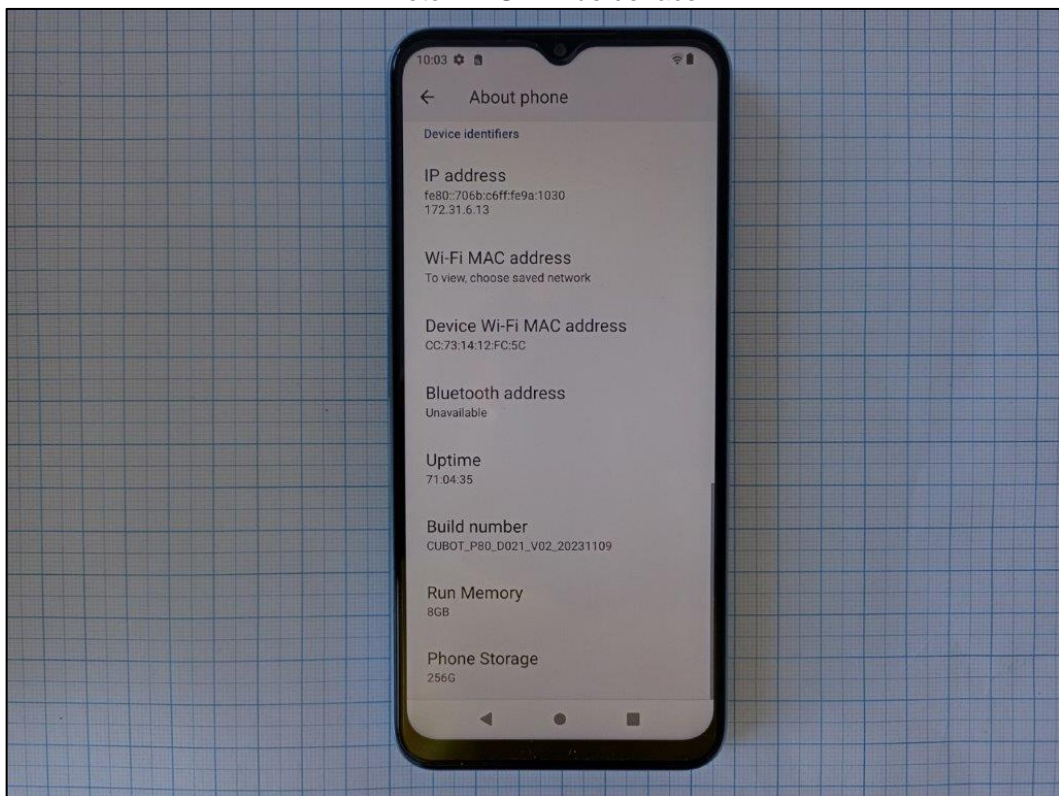 10:03
About phone
Device identifiers
IP address
fe80::706b:c6ff:fe9a:1030
172.31.6.13
Wi-Fi MAC address
To view, choose saved network
Device Wi-Fi MAC address
CC:73:14:12:FC:5C
Bluetooth address
Unavailable
Uptime
71:04:35
Build number
CUBOT_P80_D021_V02_20231109
Run Memory
8GB
Phone Storage
256G